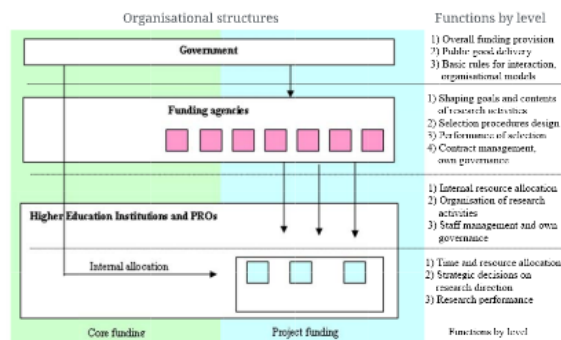 Organisational structures
Functions by level
Government
1) Overall funding provision
2) Public good delivery
3) Basic rules for interaction,
organisational models
Funding agencies
1) Shaping goals and contents
of research activities
2) Selection procedures design
3) Performance of selection
4) Contract management,
own governance
Higher Education Institutions and PROs
1) Internal resource allocation
2) Organisation of research
activities
3) Staff management and own
governance
Internal allocation
1) Time and resource allocation
2) Strategic decisions on
research direction
3) Research performance
Core funding
Project funding
Functions by level